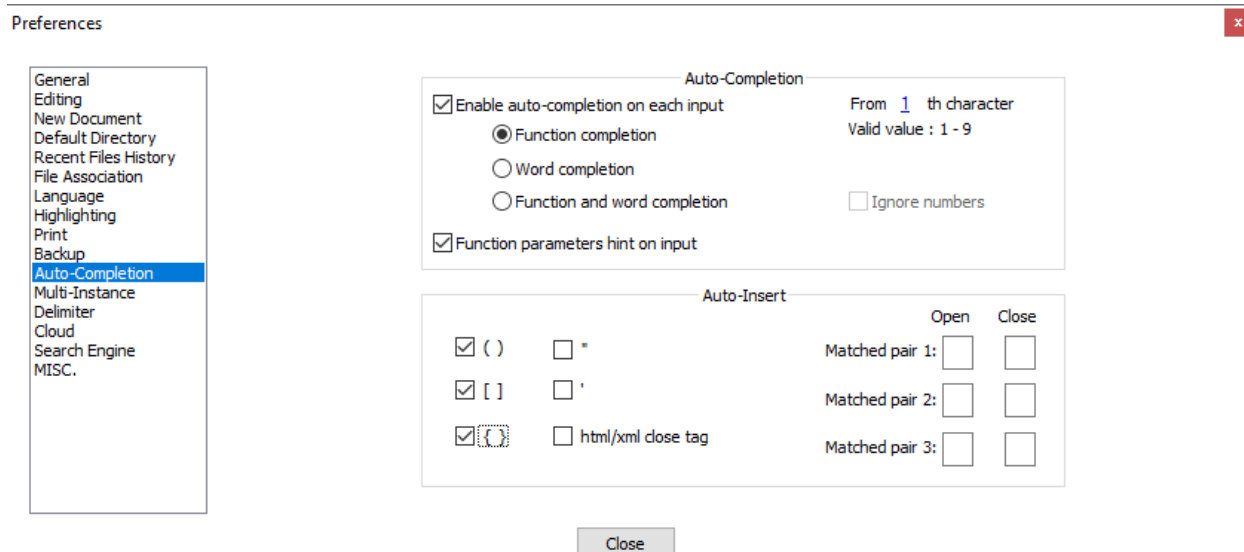 Preferences
x
General
Editing
New Document
Default Directory
Recent Files History
File Association
Language
Highlighting
Print
Backup
Auto-Completion
Multi-Instance
Delimiter
Cloud
Search Engine
MISC.
Auto-Completion
Enable auto-completion on each input
From 1 th character
Function completion
Valid value : 1 - 9
Word completion
Function and word completion
Ignore numbers
Function parameters hint on input
Auto-Insert
Open Close
( ) " Matched pair 1:
[ ] ' Matched pair 2:
{ } html/xml close tag Matched pair 3:
Close